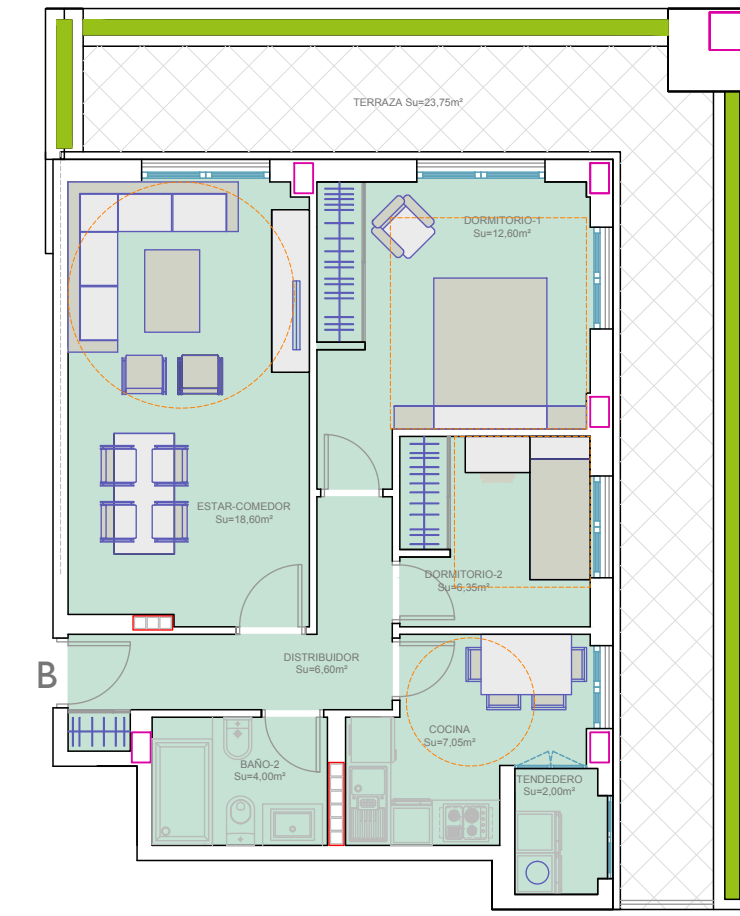 TERRAZA Su=23,75m²
DORMITORIO-1
Su=12,60m²
ESTAR-COMEDOR
Su=18,60m²
DORMITORIO-2
Su=6,35m²
DISTRIBUIDOR
Su=6,60m²
B
COCINA
Su=7,05m²
BAÑO-2
Su=4,00m²
TENDEDERO
Su=2,00m²